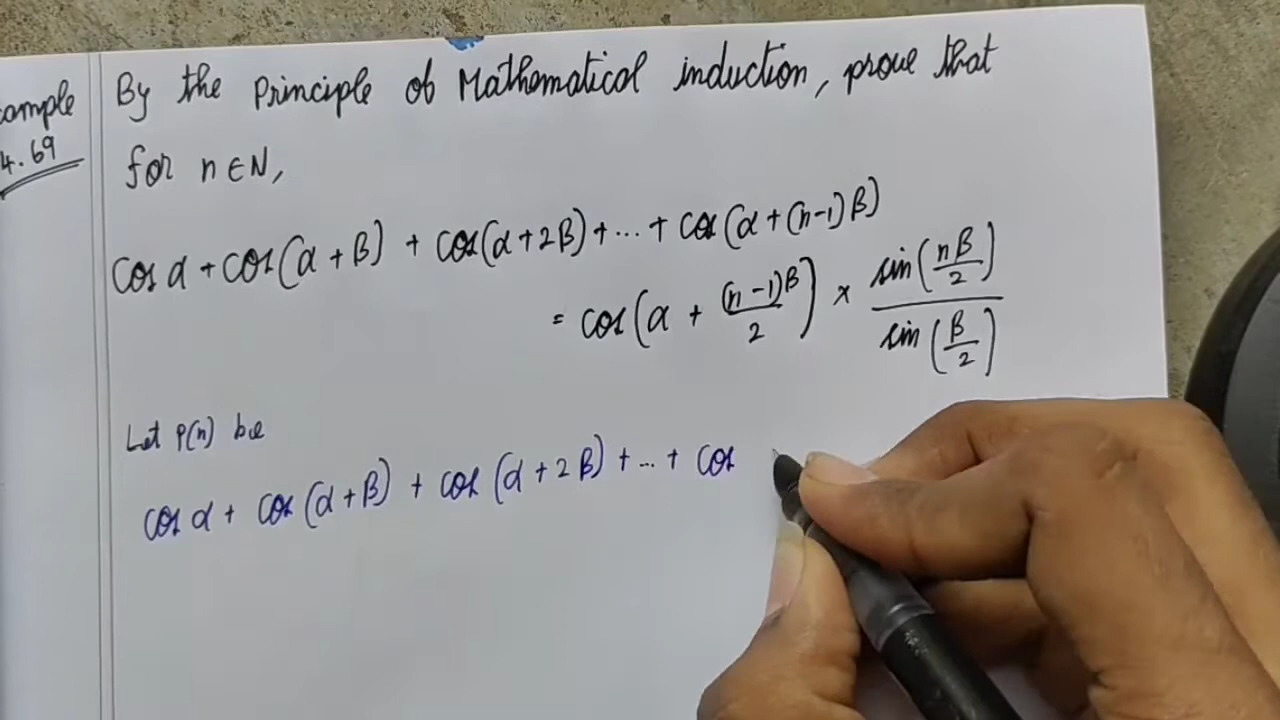 By the Principle of Mathematical induction, prove that
ample
4.69
for n ∈ N,
cos α + cos(α + β) + cos(α + 2β) + ... + cos(α + (n-1)β)
= cos(α + (n-1)β/2) × sin(nβ/2)/sin(β/2)
Let P(n) be
cos α + cos (α + β) + cos (α + 2β) + ... + cos